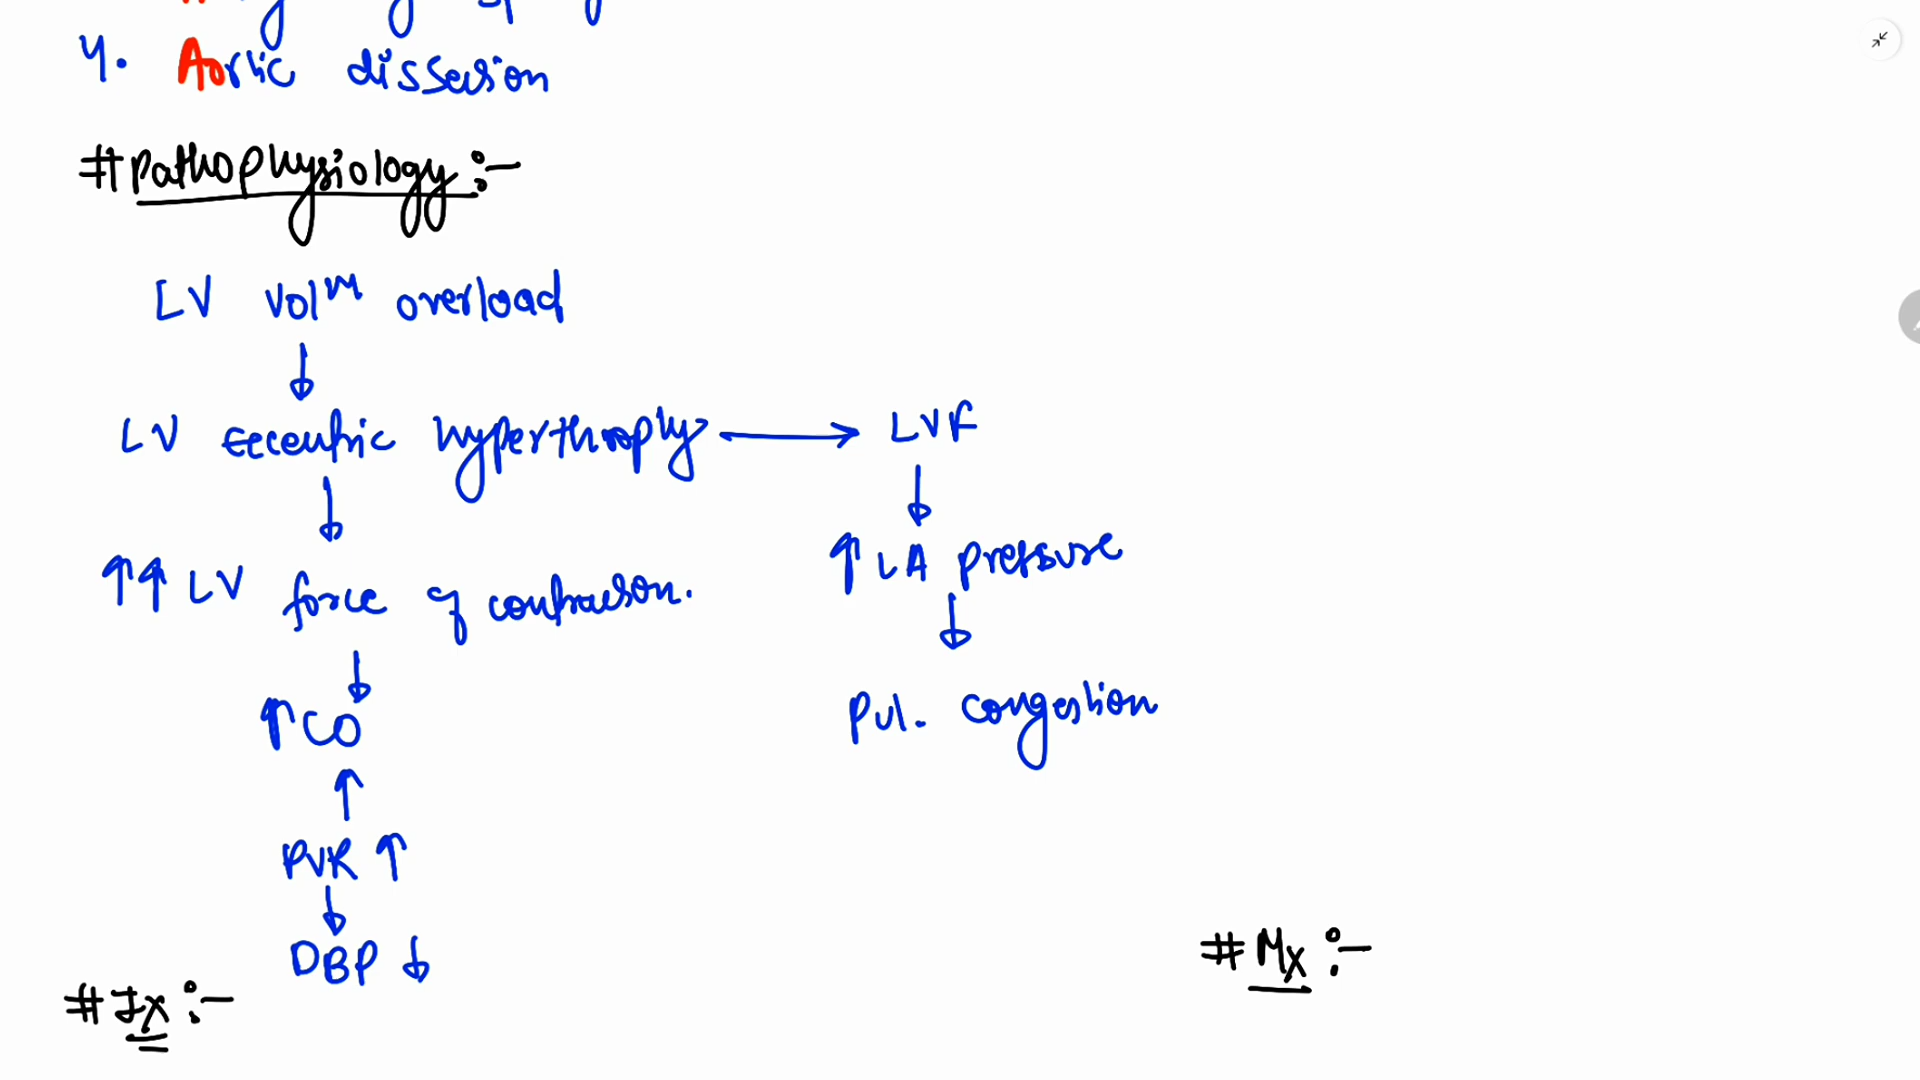 4. Aortic dissection
#Pathophysiology:-
LV Volᵐ overload
↓
LV Eccentric hyperthroply → LVF
↓ ↓
↑↑ LV force of contraction. ↑ LA pressure
↓ ↓
↑CO Pul. congestion
↑
PVR ↑
↓
DBP ↓
#Mx:-
#Ix:-